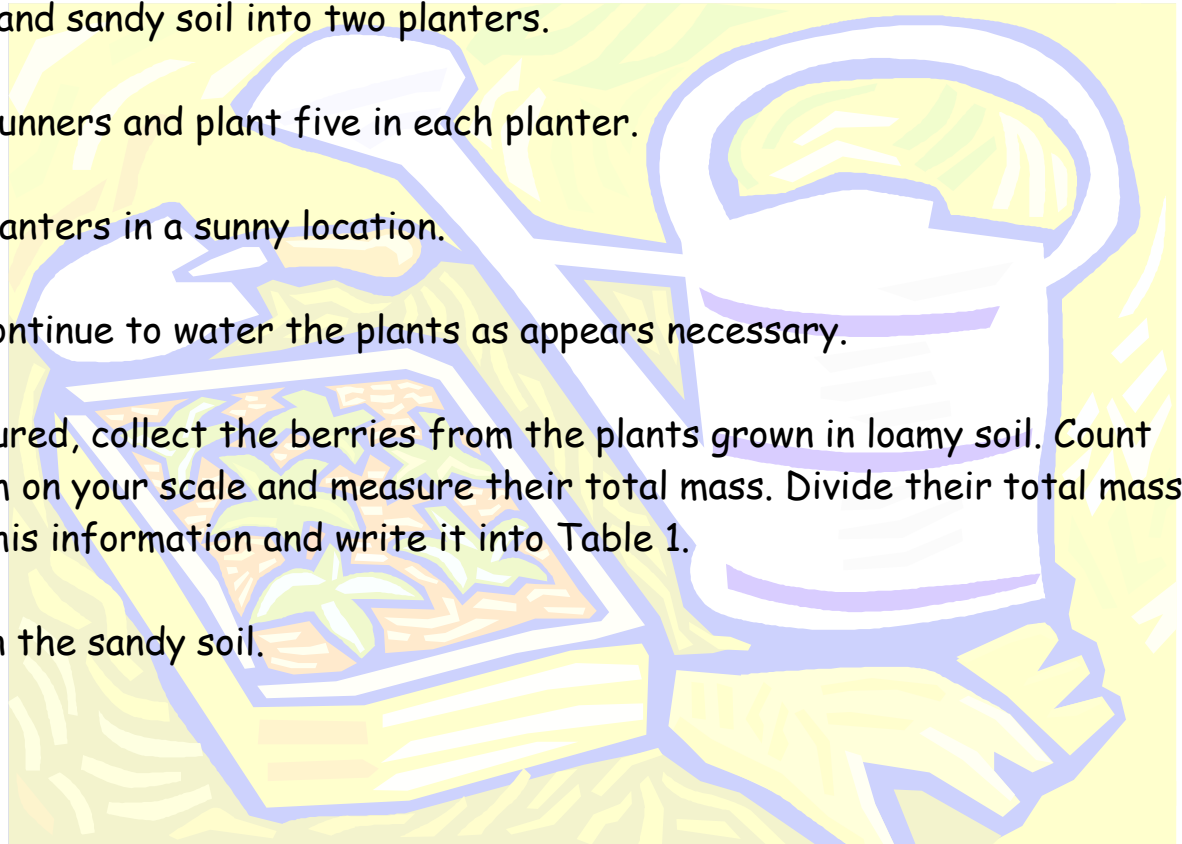 and sandy soil into two planters.
unners and plant five in each planter.
anters in a sunny location.
ontinue to water the plants as appears necessary.
ured, collect the berries from the plants grown in loamy soil. Count
n on your scale and measure their total mass. Divide their total mass
his information and write it into Table 1.
n the sandy soil.